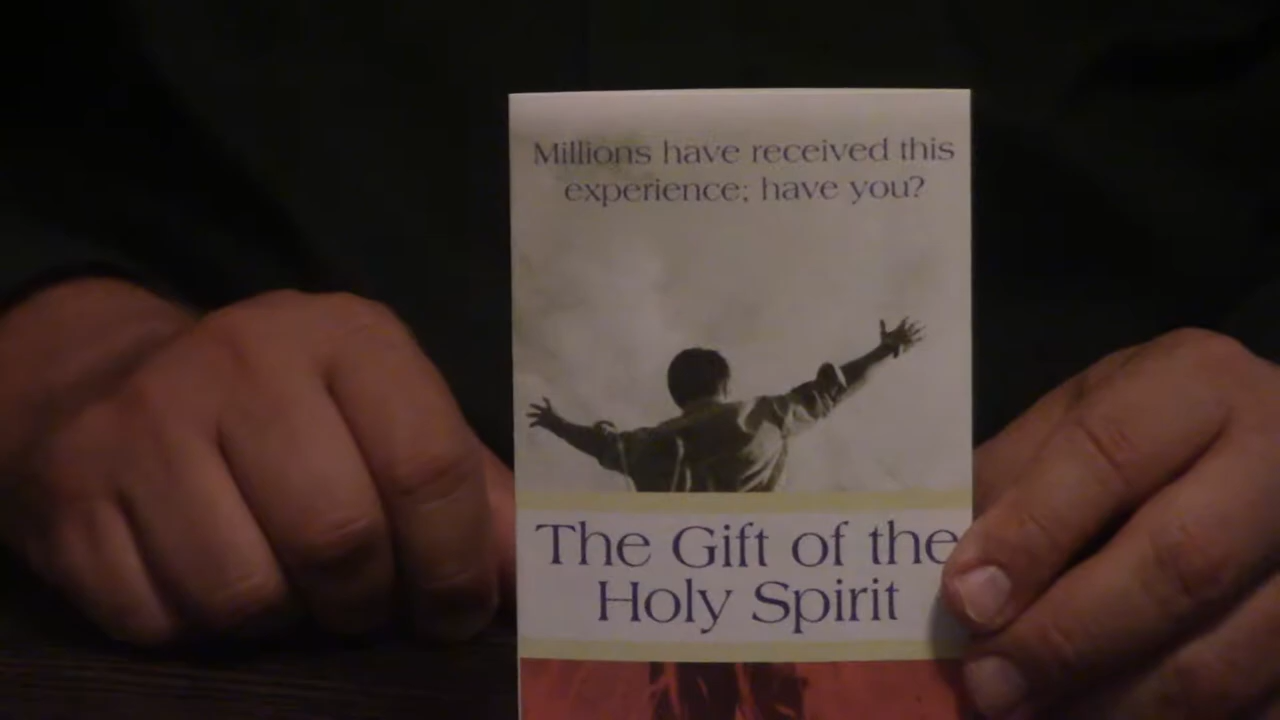 Millions have received this
experience; have you?
The Gift of the
Holy Spirit